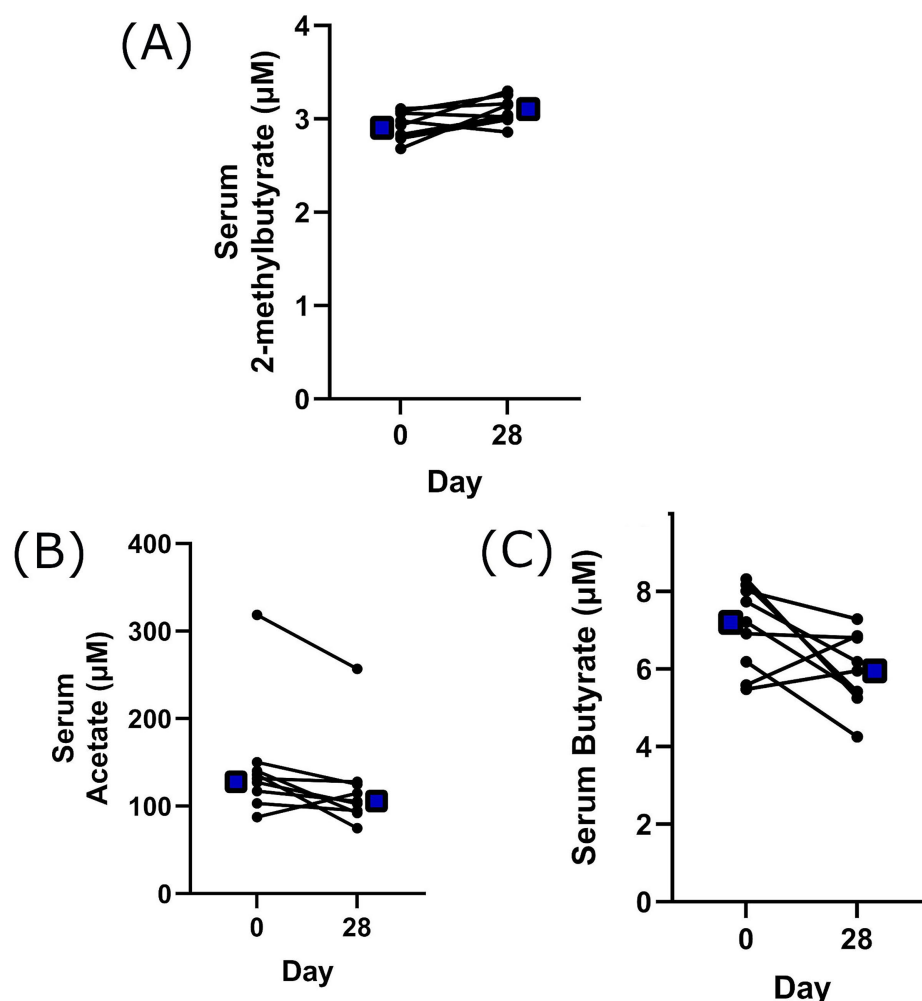 (A)
Serum
2-methylbutyrate (μM)
4
3
2
1
0
0 28
Day
(B)
Serum
Acetate (μM)
400
300
200
100
0
0 28
Day
(C)
Serum Butyrate (μM)
8
6
4
2
0
0 28
Day